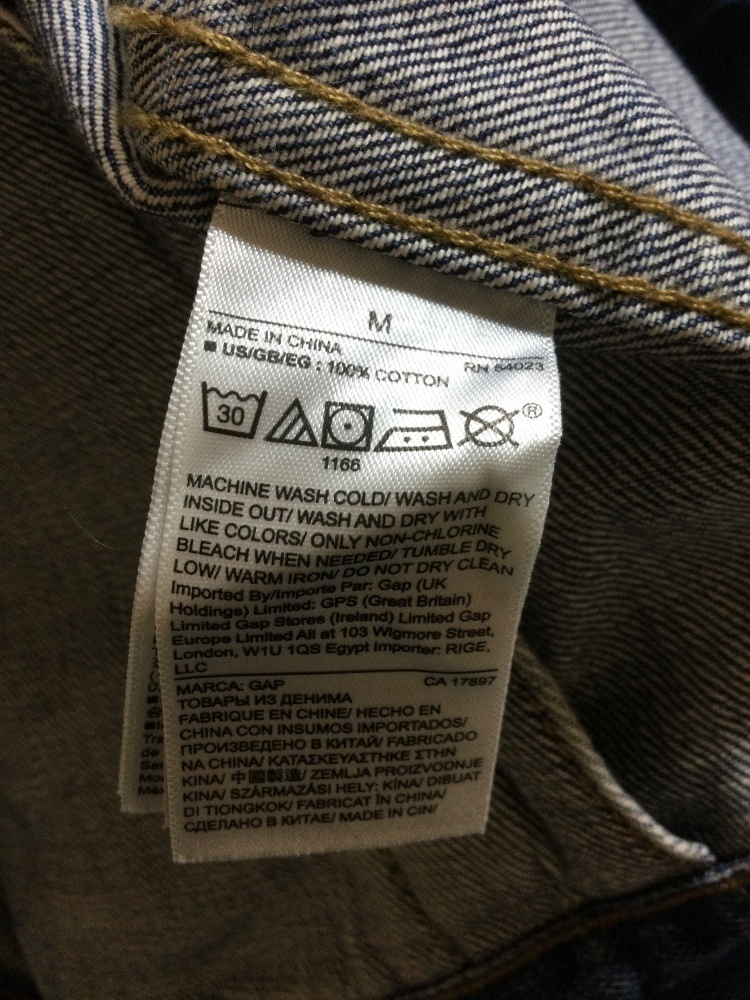 M
MADE IN CHINA RN 54023
■ US/GB/EG : 100% COTTON
30 ®
1166
MACHINE WASH COLD/ WASH AND DRY
INSIDE OUT/ WASH AND DRY WITH
LIKE COLORS/ ONLY NON-CHLORINE
BLEACH WHEN NEEDED/ TUMBLE DRY
LOW/ WARM IRON/ DO NOT DRY CLEAN
Imported By/Importe Par: Gap (UK
Holdings) Limited: GPS (Great Britain)
Limited Gap Stores (Ireland) Limited Gap
Europe Limited All at 103 Wigmore Street,
London, W1U 1QS Egypt Importer: RIGE,
LLC
MARCA: GAP CA 17897
ТОВАРЫ ИЗ ДЕНИМА
FABRIQUE EN CHINE/ HECHO EN
CHINA CON INSUMOS IMPORTADOS/
ПРОИЗВЕДЕНО В КИТАЙ/ FABRICADO
NA CHINA/ ΚΑΤΑΣΚΕΥΑΣΤΗΚΕ ΣΤΗΝ
KINA/ 中國製造/ ZEMLJA PROIZVODNJE
KINA/ SZÁRMAZÁSI HELY: KÍNA/ DIBUAT
DI TIONGKOK/ FABRICAT ÎN CHINA/
СДЕЛАНО В КИТАЕ/ MADE IN ÇIN/